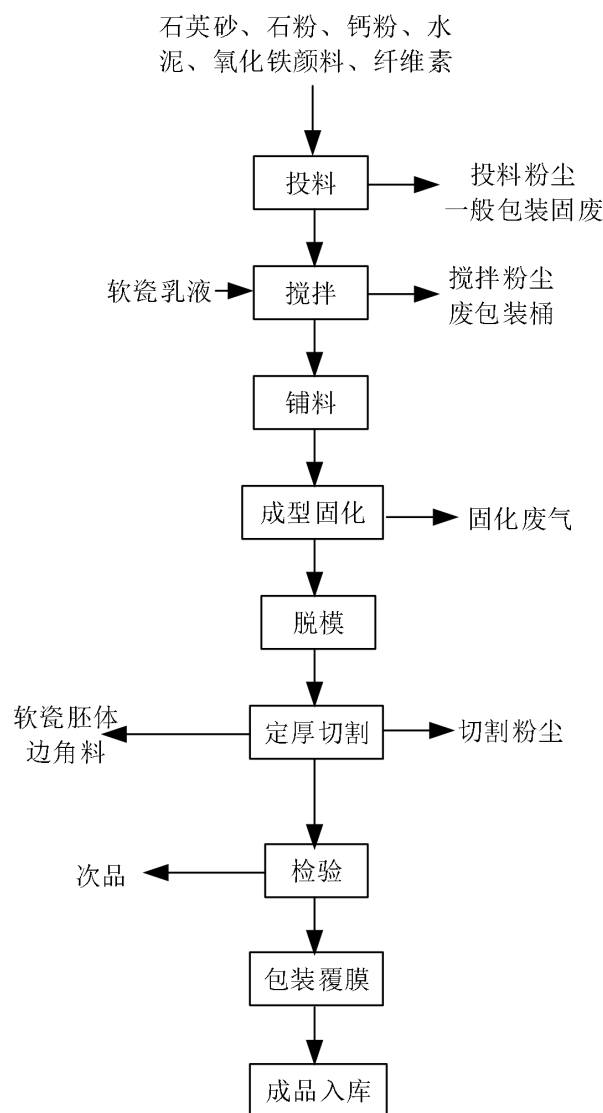 石英砂、石粉、钙粉、水
泥、氧化铁颜料、纤维素
投料
投料粉尘
一般包装固废
软瓷乳液
搅拌
搅拌粉尘
废包装桶
铺料
成型固化
固化废气
脱模
软瓷胚体
边角料
定厚切割
切割粉尘
次品
检验
包装覆膜
成品入库